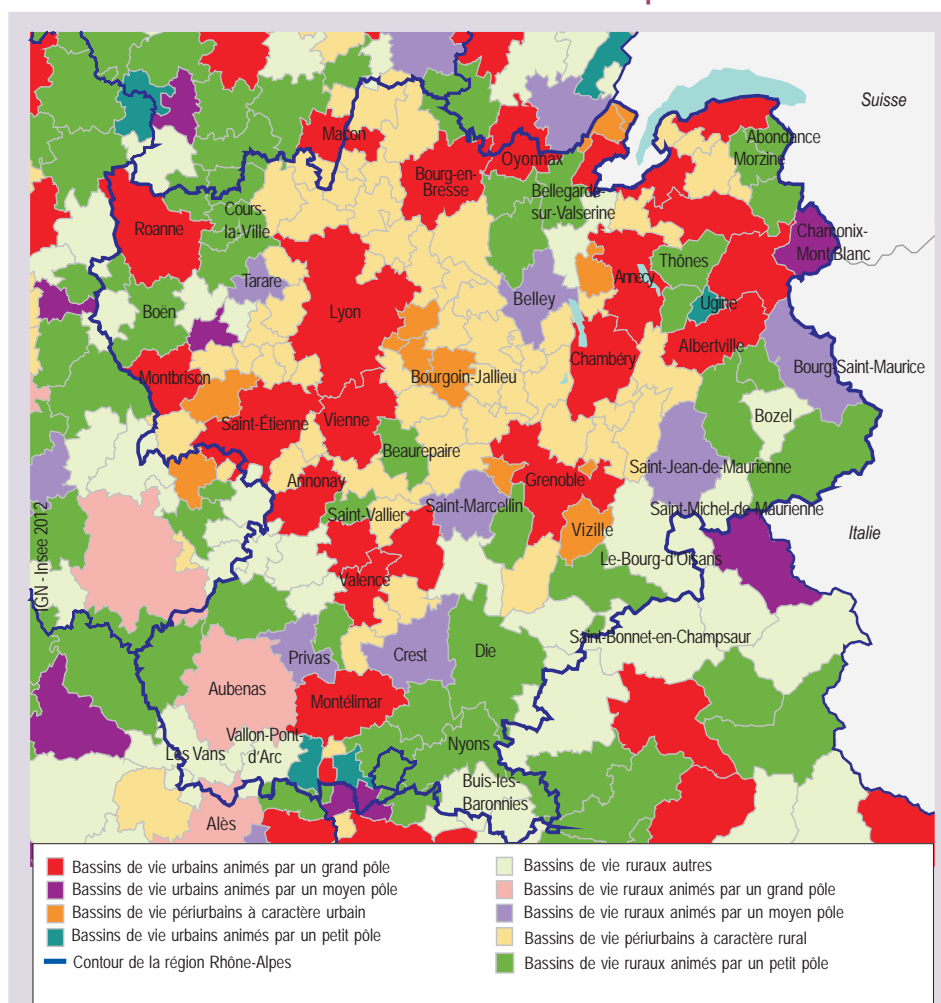 Suisse
Abondance
Mâcon
Morzine
Oyonnax
Bourg-en-
Bresse
Bellegarde-
sur-Valserine
Cours-
la-Ville
Roanne
Chamonix-
Mont Blanc
Thônes
Tarare
Annecy
Belley
Ugine
Boën
Lyon
Albertville
Chambéry
Bourg-Saint-Maurice
Montbrison
Bourgoin-Jallieu
Bozel
Saint-Étienne
Vienne
Beaurepaire
Saint-Jean-de-Maurienne
Annonay
Grenoble
Saint-Marcellin
Saint-Vallier
Saint-Michel-de-Maurienne
Vizille
Italie
Le-Bourg-d'Oisans
Valence
IGN - Insee 2012
Saint-Bonnet-en-Champsaur
Privas
Crest
Die
Aubenas
Montélimar
Vallon-Pont-
d'Arc
Les Vans
Nyons
Buis-les-
Baronnies
Alès
Bassins de vie urbains animés par un grand pôle
Bassins de vie urbains animés par un moyen pôle
Bassins de vie périurbains à caractère urbain
Bassins de vie urbains animés par un petit pôle
Contour de la région Rhône-Alpes
Bassins de vie ruraux autres
Bassins de vie ruraux animés par un grand pôle
Bassins de vie ruraux animés par un moyen pôle
Bassins de vie périurbains à caractère rural
Bassins de vie ruraux animés par un petit pôle